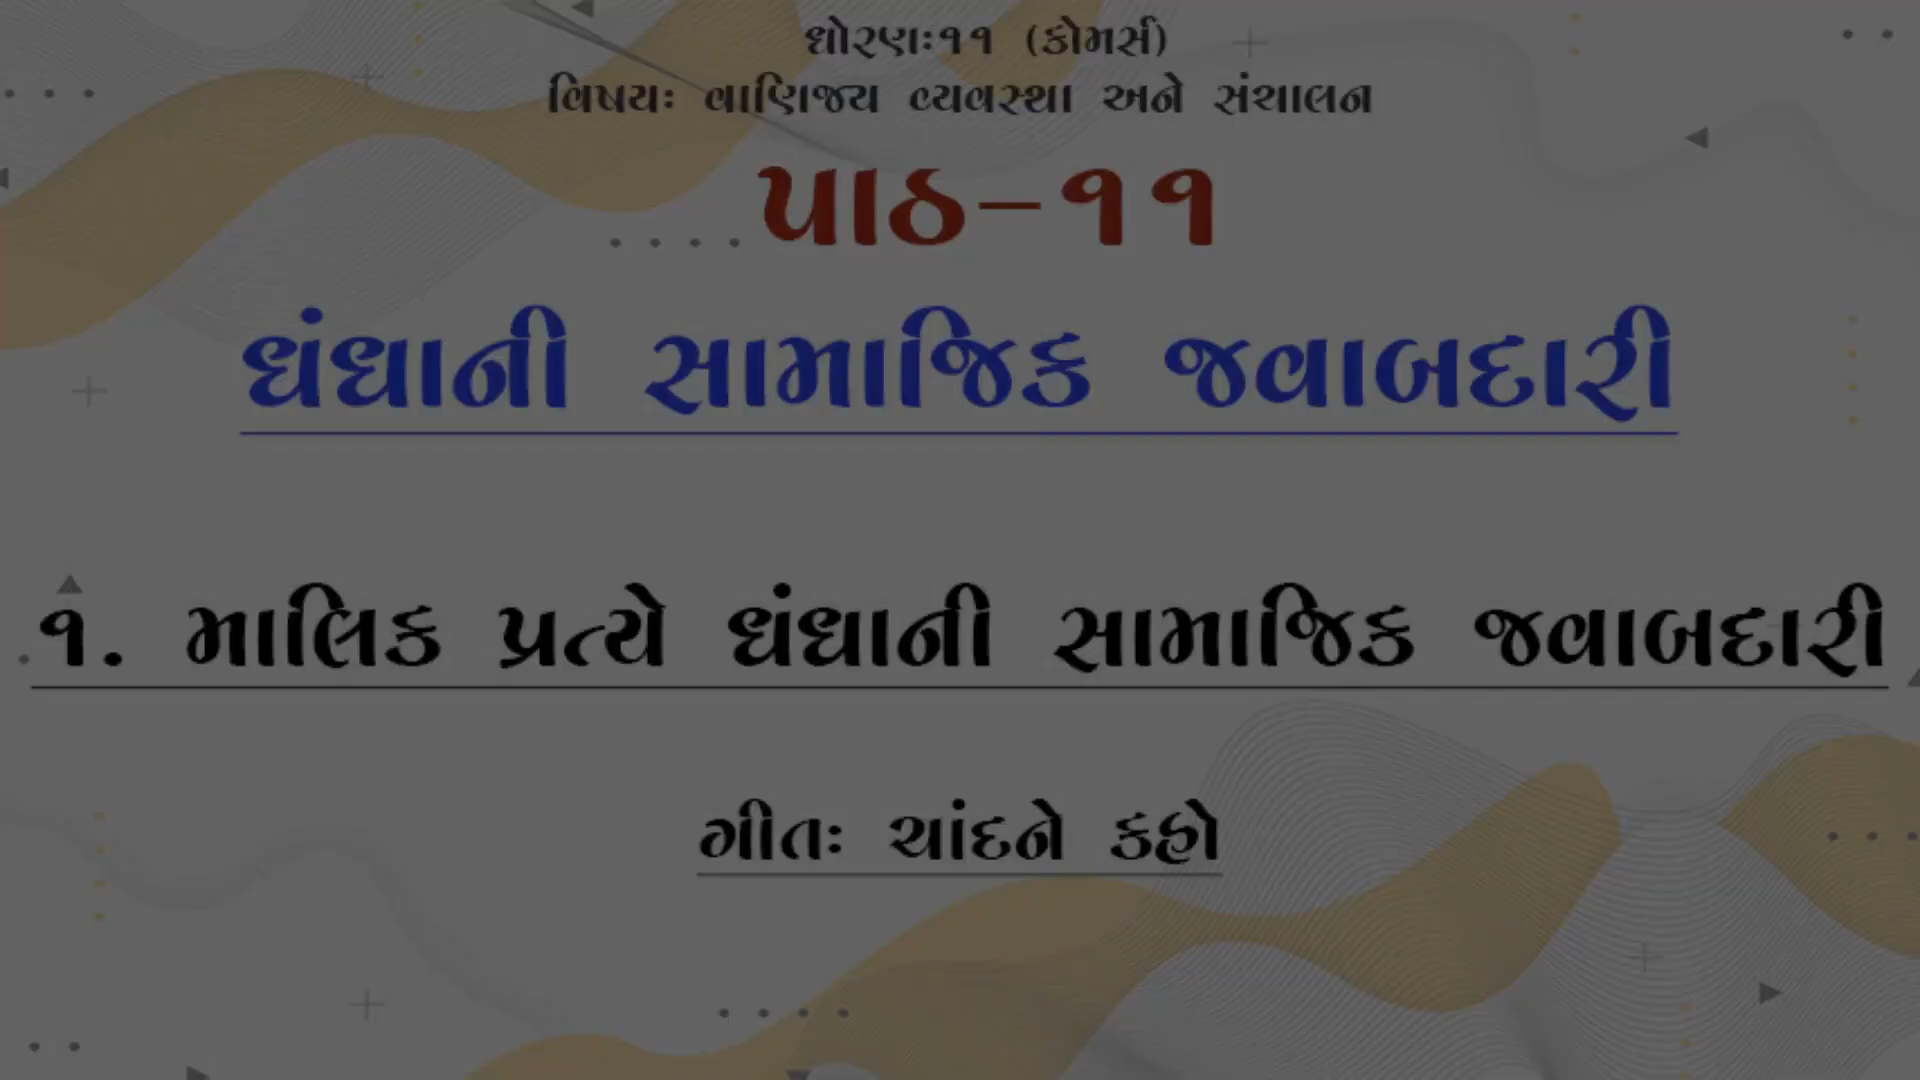 ધોરણઃ૧૧ (કોમર્સ)
વિષયઃ વાણિજ્ય વ્યવસ્થા અને સંચાલન
પાઠ-૧૧
ધંધાની સામાજિક જવાબદારી
૧. માલિક પ્રત્યે ધંધાની સામાજિક જવાબદારી
ગીતઃ ચાંદને કહો